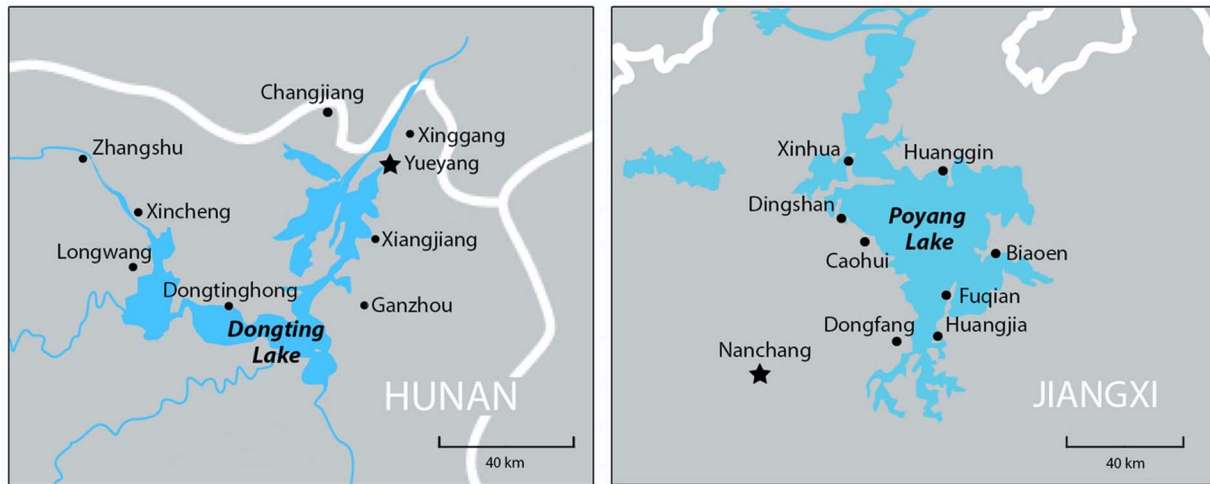 Changjiang
Xinggang
Zhangshu
Yueyang
Xincheng
Xiangjiang
Longwang
Dongtinghong
Ganzhou
Dongting
Lake
HUNAN
40 km
Xinhua
Huanggin
Dingshan
Poyang
Lake
Caohui
Biaoen
Fuqian
Dongfang
Huangjia
Nanchang
JIANGXI
40 km